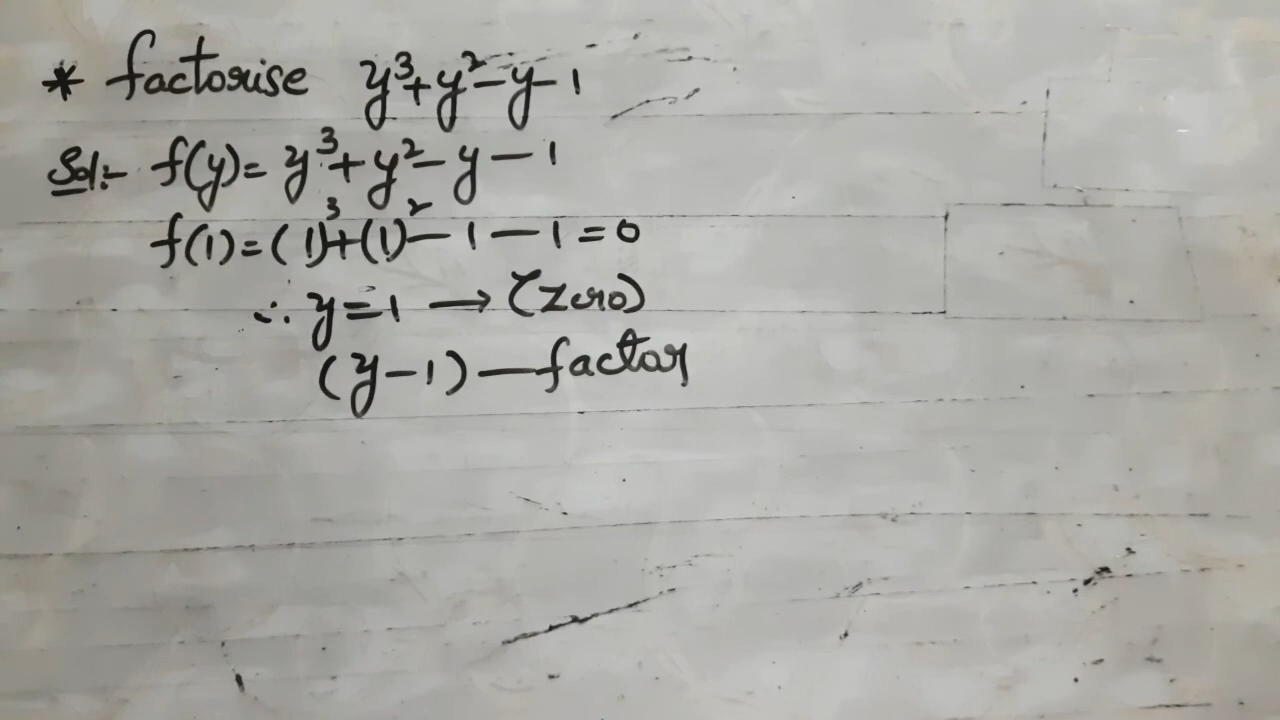 * factorise y³+y²-y-1
Sol:- f(y)= y³+y²-y-1
f(1)=(1)³+(1)²-1-1=0
∴ y=1 → (zero)
(y-1)—factor